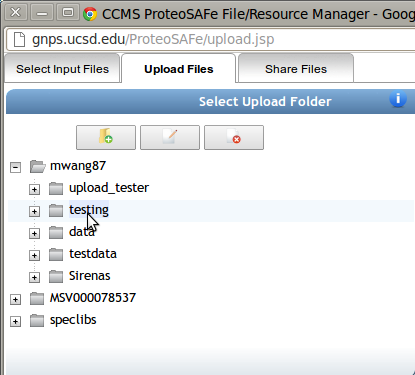 CCMS ProteoSAFe File/Resource Manager - Goog
gnps.ucsd.edu/ProteoSAFe/upload.jsp
Select Input Files Upload Files Share Files
Select Upload Folder
mwang87
upload_tester
testing
data
testdata
Sirenas
MSV000078537
speclibs